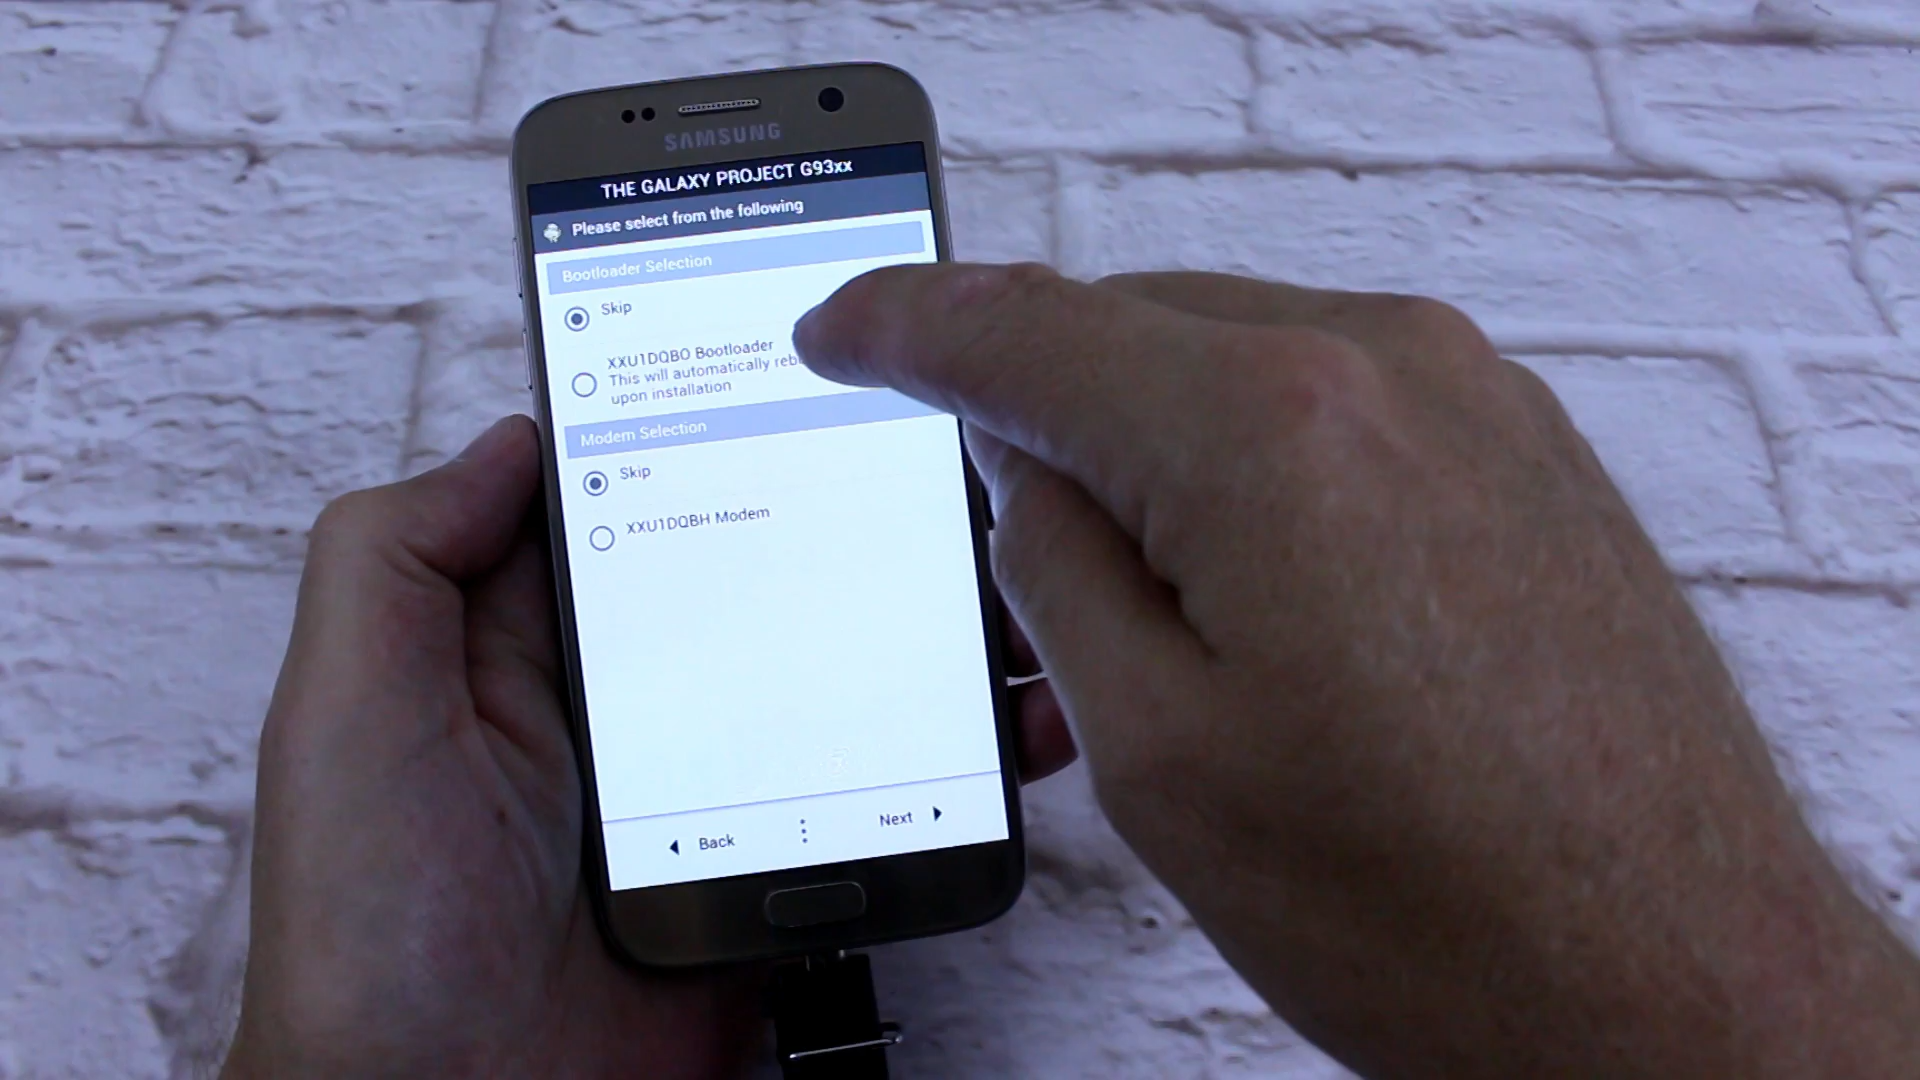 SAMSUNG
THE GALAXY PROJECT G93xx
Please select from the following
Bootloader Selection
Skip
XXU1DQBO Bootloader
This will automatically reb
upon installation
Modem Selection
Skip
XXU1DQBH Modem
Back
Next